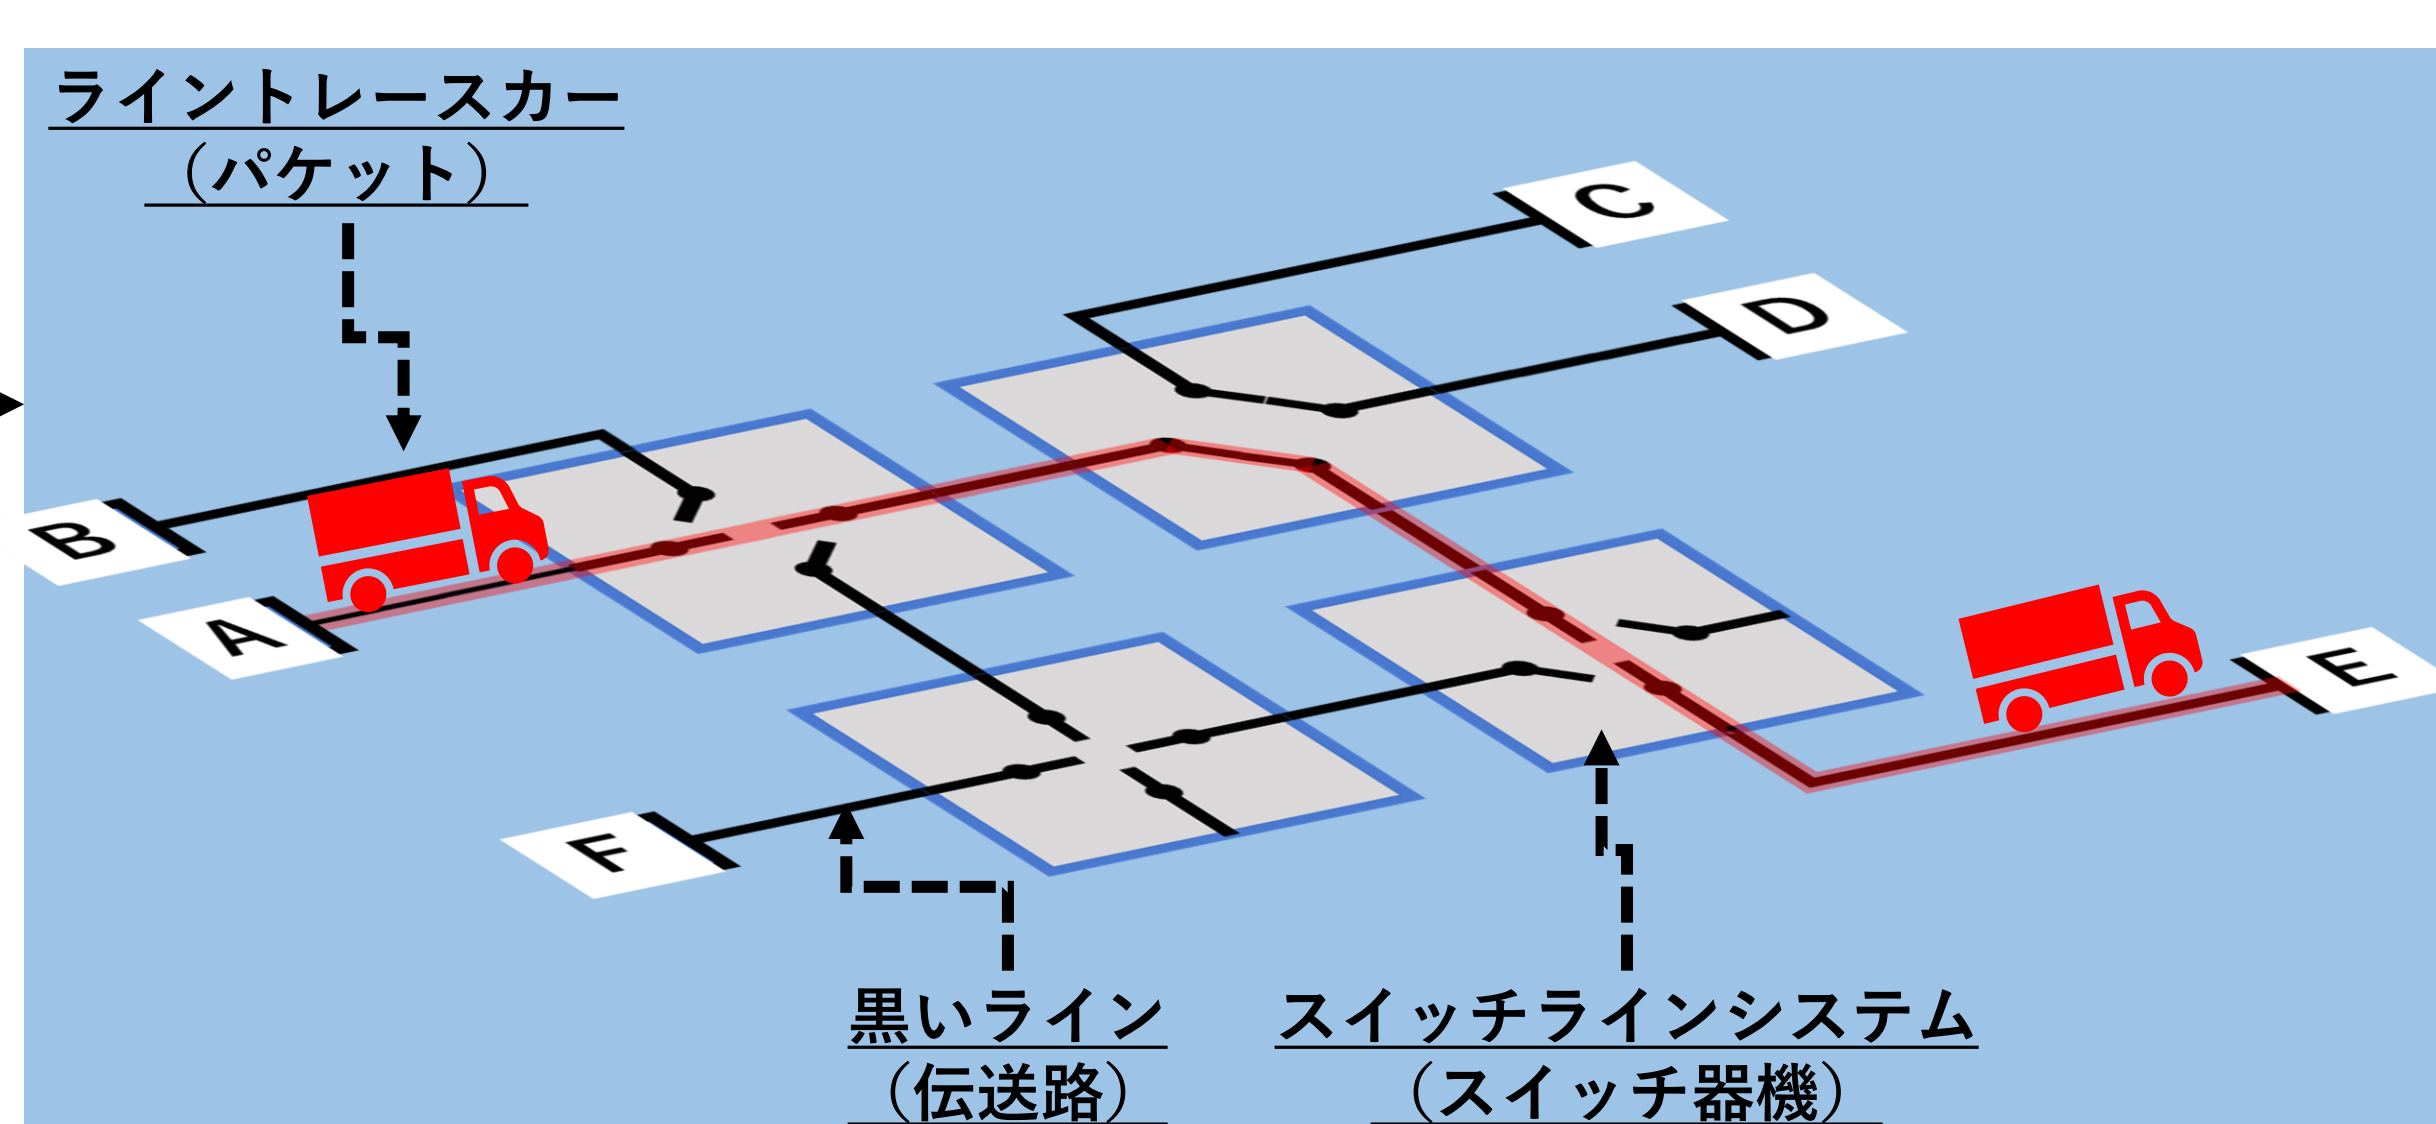 ライントレースカー
（パケット）
C
D
B
A
E
F
黒いライン
（伝送路）
スイッチラインシステム
（スイッチ器機）